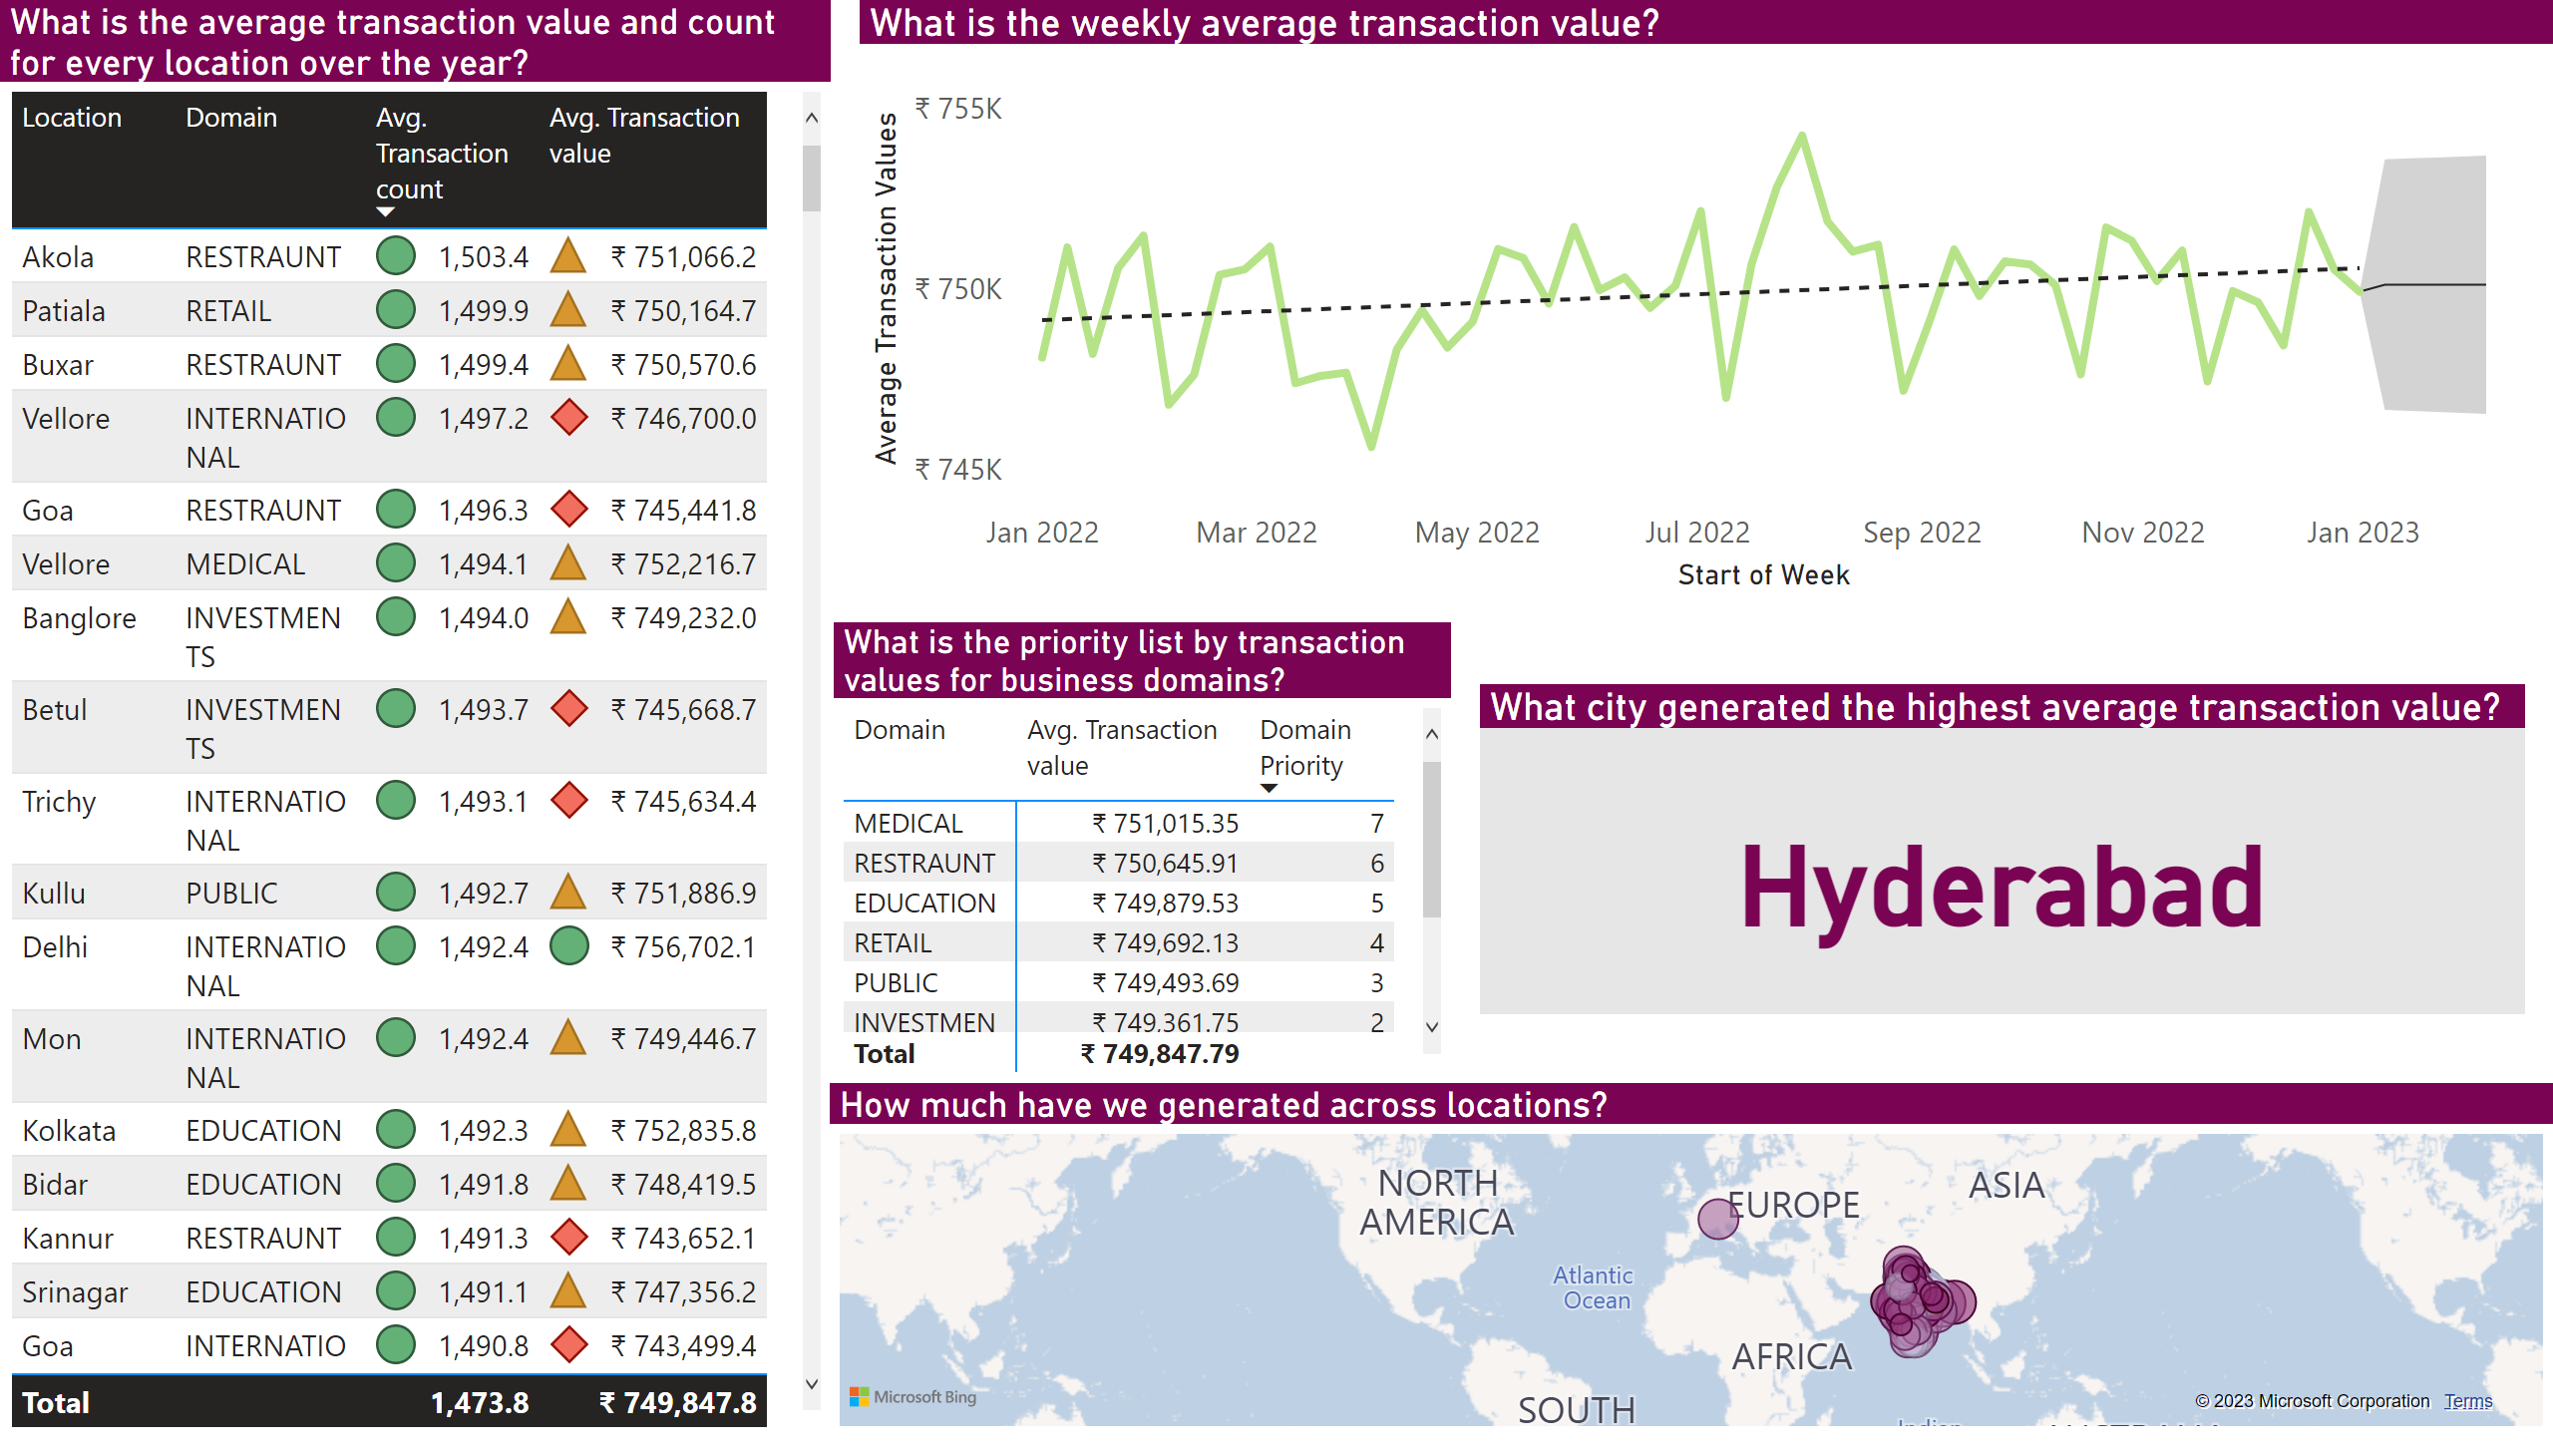 What is the average transaction value and count
for every location over the year?
Location Domain Avg. Transaction count Avg. Transaction value
Akola RESTRAUNT 1,503.4 ₹ 751,066.2
Patiala RETAIL 1,499.9 ₹ 750,164.7
Buxar RESTRAUNT 1,499.4 ₹ 750,570.6
Vellore INTERNATIO 1,497.2 ₹ 746,700.0
NAL
Goa RESTRAUNT 1,496.3 ₹ 745,441.8
Vellore MEDICAL 1,494.1 ₹ 752,216.7
Banglore INVESTMEN 1,494.0 ₹ 749,232.0
TS
Betul INVESTMEN 1,493.7 ₹ 745,668.7
TS
Trichy INTERNATIO 1,493.1 ₹ 745,634.4
NAL
Kullu PUBLIC 1,492.7 ₹ 751,886.9
Delhi INTERNATIO 1,492.4 ₹ 756,702.1
NAL
Mon INTERNATIO 1,492.4 ₹ 749,446.7
NAL
Kolkata EDUCATION 1,492.3 ₹ 752,835.8
Bidar EDUCATION 1,491.8 ₹ 748,419.5
Kannur RESTRAUNT 1,491.3 ₹ 743,652.1
Srinagar EDUCATION 1,491.1 ₹ 747,356.2
Goa INTERNATIO 1,490.8 ₹ 743,499.4
Total 1,473.8 ₹ 749,847.8
What is the weekly average transaction value?
Average Transaction Values
₹ 755K
₹ 750K
₹ 745K
Jan 2022 Mar 2022 May 2022 Jul 2022 Sep 2022 Nov 2022 Jan 2023
Start of Week
What is the priority list by transaction
values for business domains?
Domain Avg. Transaction value Domain Priority
MEDICAL ₹ 751,015.35 7
RESTRAUNT ₹ 750,645.91 6
EDUCATION ₹ 749,879.53 5
RETAIL ₹ 749,692.13 4
PUBLIC ₹ 749,493.69 3
INVESTMEN ₹ 749,361.75 2
Total ₹ 749,847.79
What city generated the highest average transaction value?
Hyderabad
How much have we generated across locations?
NORTH
AMERICA
EUROPE
ASIA
Atlantic
Ocean
AFRICA
SOUTH
Microsoft Bing
© 2023 Microsoft Corporation Terms